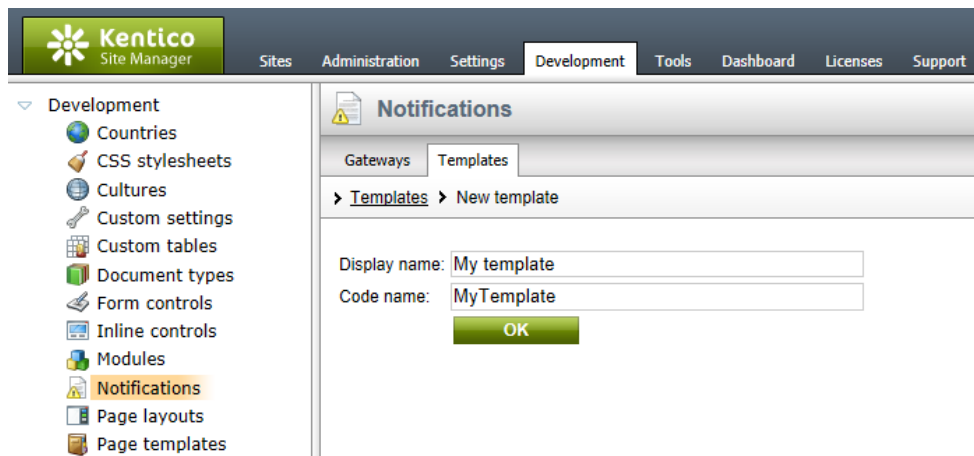 Kentico
Site Manager
Sites Administration Settings Development Tools Dashboard Licenses Support
Development
Countries
CSS stylesheets
Cultures
Custom settings
Custom tables
Document types
Form controls
Inline controls
Modules
Notifications
Page layouts
Page templates
Notifications
Gateways Templates
Templates New template
Display name: My template
Code name: MyTemplate
OK